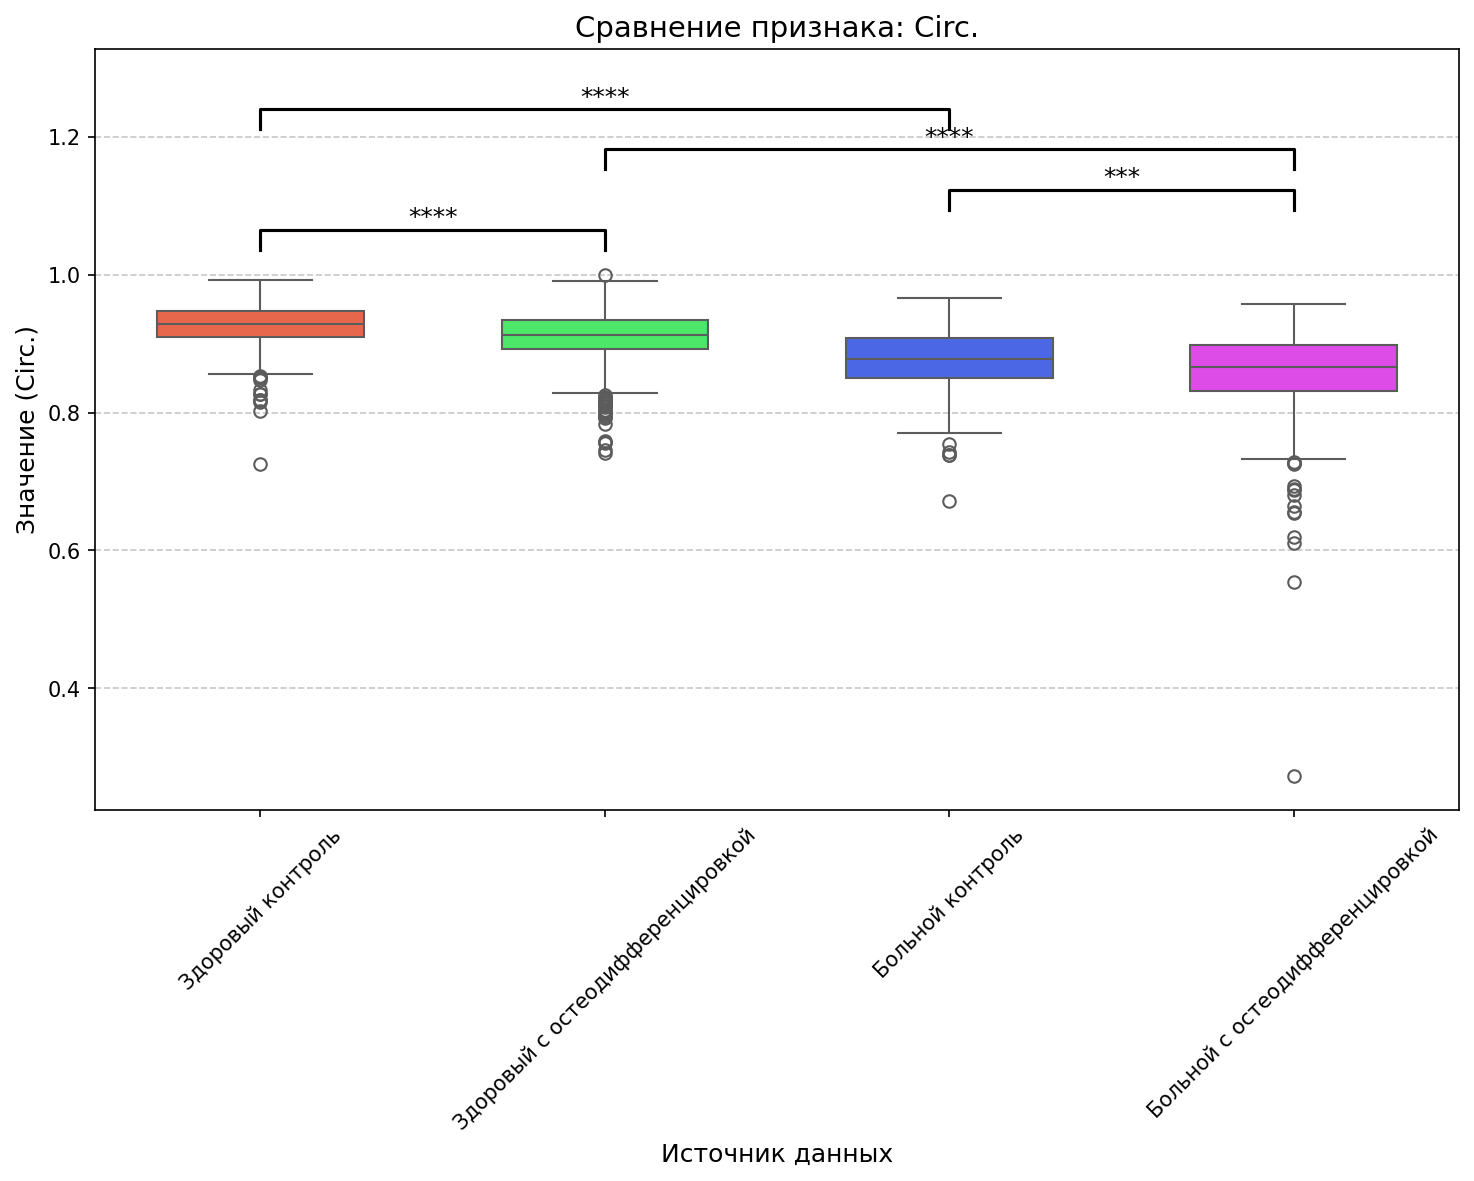 Сравнение признака: Circ.
****
****
***
****
1.2
1.0
0.8
0.6
0.4
Значение (Circ.)
Здоровый контроль
Здоровый с остеодифференцировкой
Больной контроль
Больной с остеодифференцировкой
Источник данных